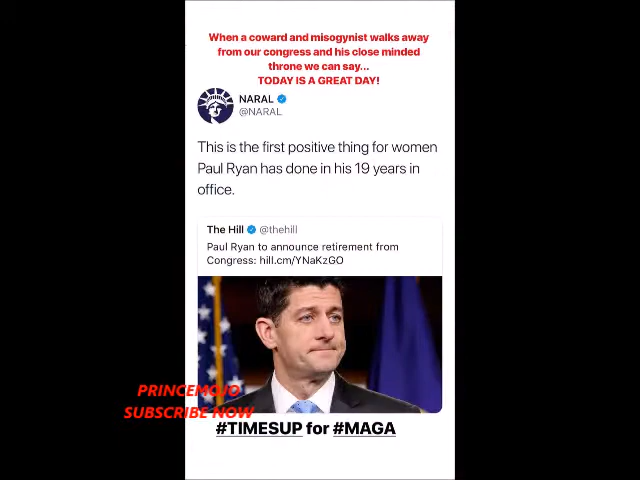 When a coward and misogynist walks away
from our congress and his close minded
throne we can say...
TODAY IS A GREAT DAY!
NARAL
@NARAL
This is the first positive thing for women
Paul Ryan has done in his 19 years in
office.
The Hill @thehill
Paul Ryan to announce retirement from
Congress: hill.cm/YNaKzGO
PRINCEMOJO
SUBSCRIBE NOW
#TIMESUP for #MAGA